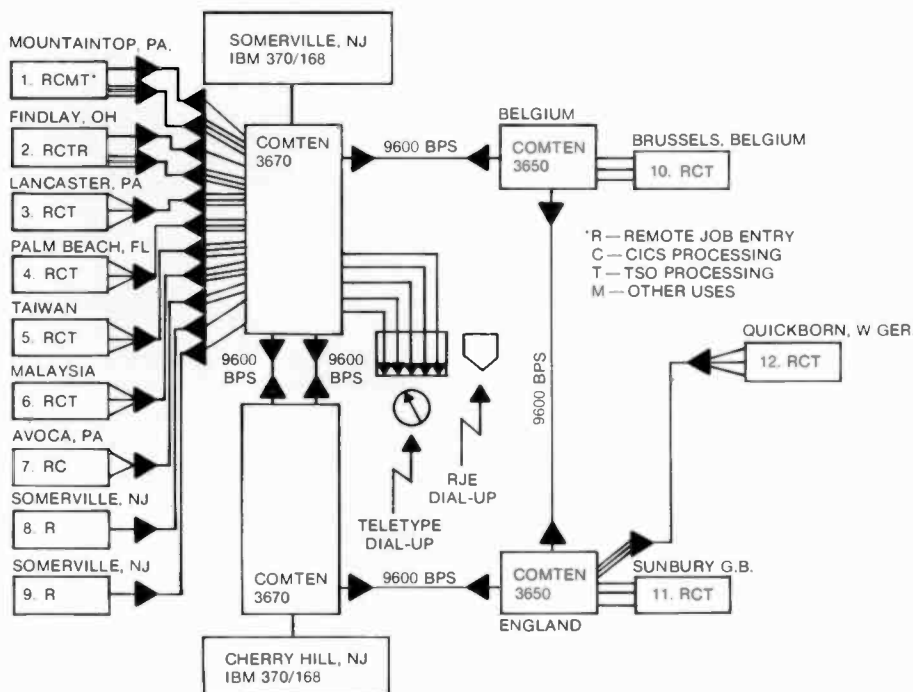 MOUNTAINTOP, PA.
1. RCMT*
FINDLAY, OH
2. RCTR
LANCASTER, PA
3. RCT
PALM BEACH, FL
4. RCT
TAIWAN
5. RCT
MALAYSIA
6. RCT
AVOCA, PA
7. RC
SOMERVILLE, NJ
8. R
SOMERVILLE, NJ
9. R
SOMERVILLE, NJ
IBM 370/168
COMTEN
3670
9600 BPS
BELGIUM
COMTEN
3650
BRUSSELS, BELGIUM
10. RCT
*R—REMOTE JOB ENTRY
C—CICS PROCESSING
T—TSO PROCESSING
M—OTHER USES
QUICKBORN, W GER
12. RCT
9600 BPS
9600
BPS
9600
BPS
RJE
DIAL-UP
TELETYPE
DIAL-UP
COMTEN
3670
9600 BPS
COMTEN
3650
ENGLAND
SUNBURY G.B.
11. RCT
CHERRY HILL, NJ
IBM 370/168